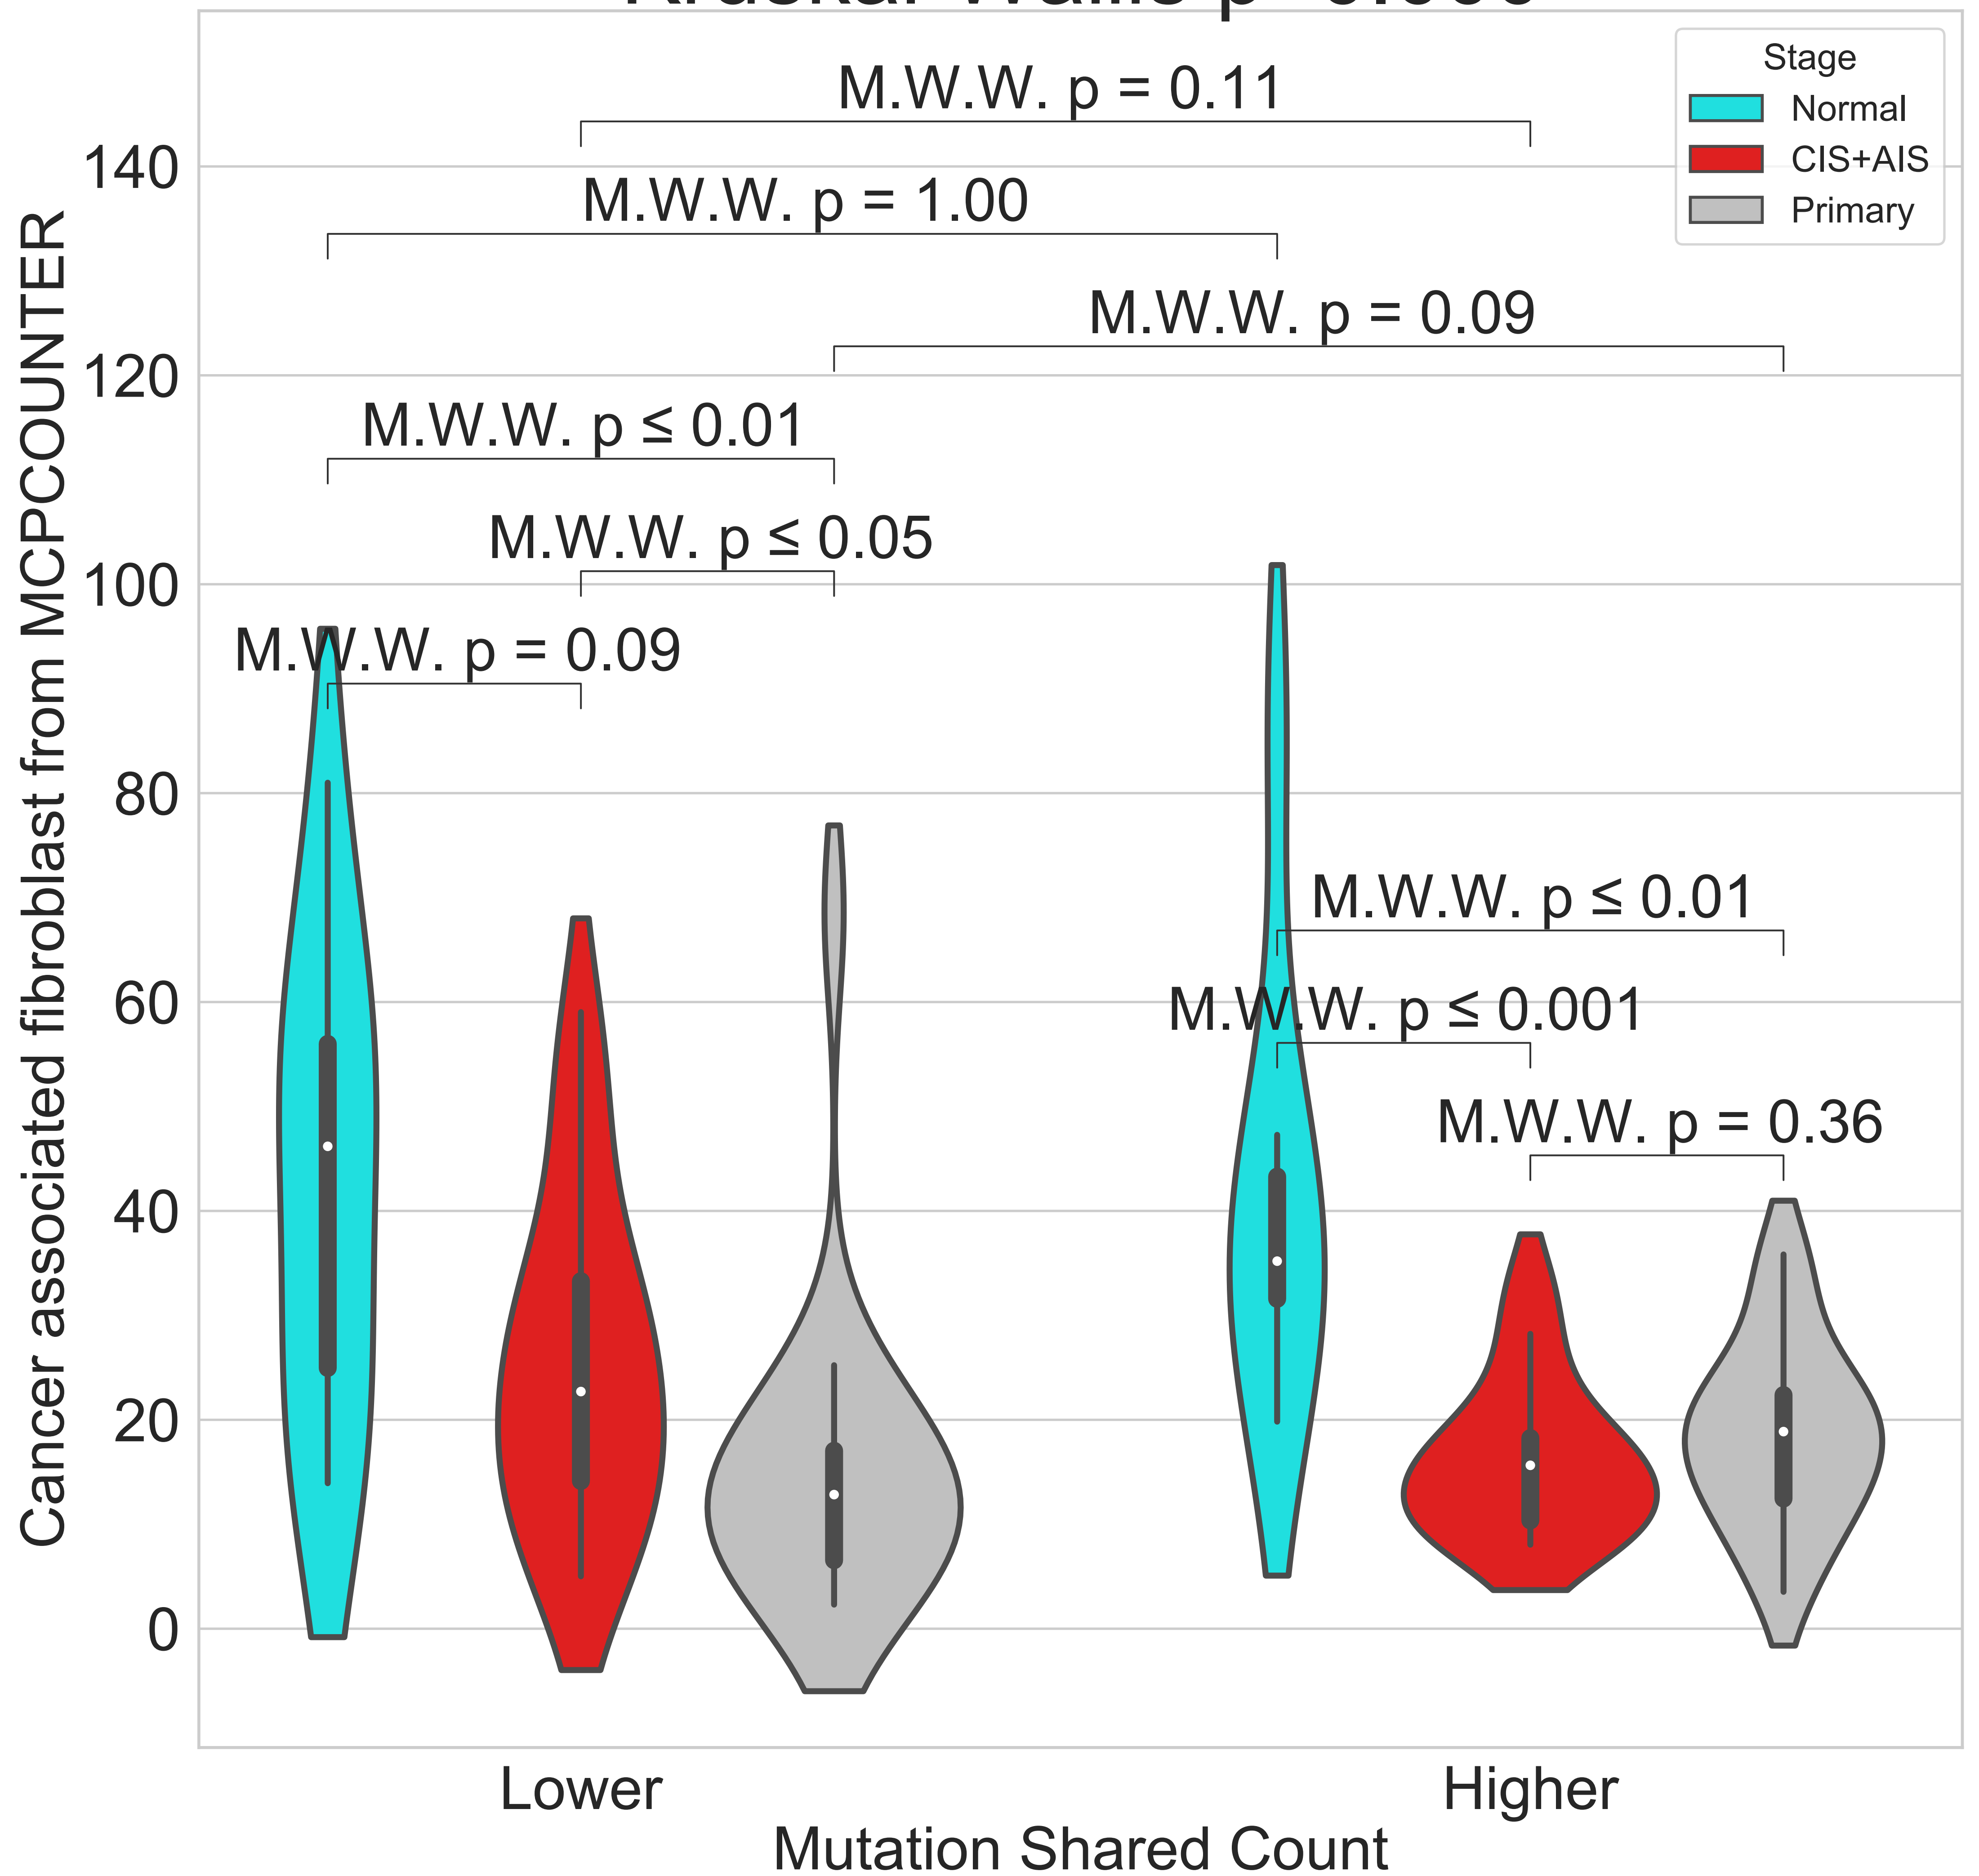 Stage
Normal
CIS+AIS
Primary
M.W.W. p = 0.11
M.W.W. p = 1.00
M.W.W. p = 0.09
M.W.W. p ≤ 0.01
M.W.W. p ≤ 0.05
M.W.W. p = 0.09
M.W.W. p ≤ 0.01
M.W.W. p ≤ 0.001
M.W.W. p = 0.36
140
120
100
80
60
40
20
0
Cancer associated fibroblast from MCPCOUNTER
Lower
Higher
Mutation Shared Count